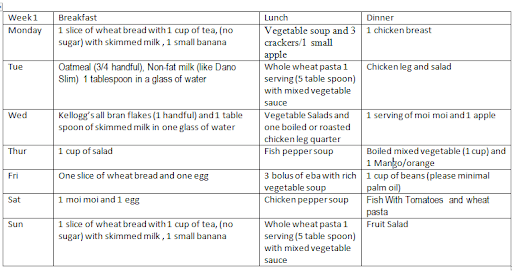 Week1 Breakfast Lunch Dinner
Monday 1 slice of wheat bread with 1 cup of tea, (no Vegetable soup and 3 1 chicken breast
sugar) with skimmed milk , 1 small banana crackers/1 small
apple
Tue Oatmeal (3/4 handful), Non-fat milk (like Dano Whole wheat pasta 1 Chicken leg and salad
Slim) 1 tablespoon in a glass of water serving (5 table spoon)
with mixed vegetable
sauce
Wed Kellogg's all bran flakes (1 handful) and 1 table Vegetable Salads and 1 serving of moi moi and 1 apple
spoon of skimmed milk in one glass of water one boiled or roasted
chicken leg quarter
Thur 1 cup of salad Fish pepper soup Boiled mixed vegetable (1 cup) and
1 Mango/orange
Fri One slice of wheat bread and one egg 3 bolus of eba with rich 1 cup of beans (please minimal
vegetable soup palm oil)
Sat 1 moi moi and 1 egg Chicken pepper soup Fish With Tomatoes and wheat
pasta
Sun 1 slice of wheat bread with 1 cup of tea, (no Whole wheat pasta 1 Fruit Salad
sugar) with skimmed milk , 1 small banana serving (5 table spoon)
with mixed vegetable
sauce